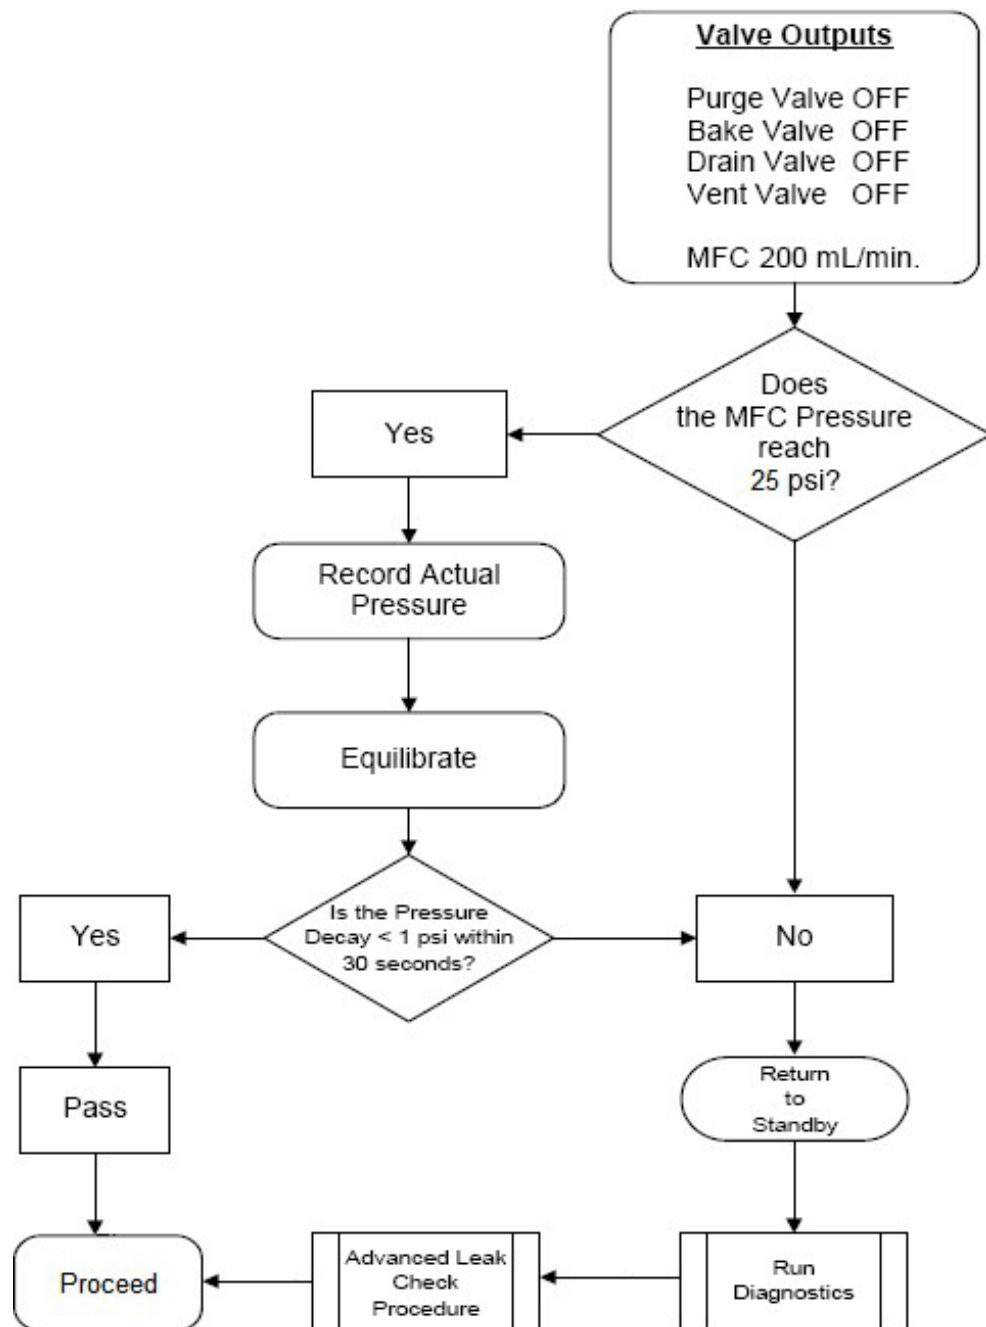 Valve Outputs
Purge Valve OFF
Bake Valve OFF
Drain Valve OFF
Vent Valve OFF
MFC 200 mL/min.
Does
the MFC Pressure
reach
25 psi?
Yes
Record Actual
Pressure
Equilibrate
Is the Pressure
Decay < 1 psi within
30 seconds?
Yes
No
Pass
Return
to
Standby
Proceed
Advanced Leak
Check
Procedure
Run
Diagnostics